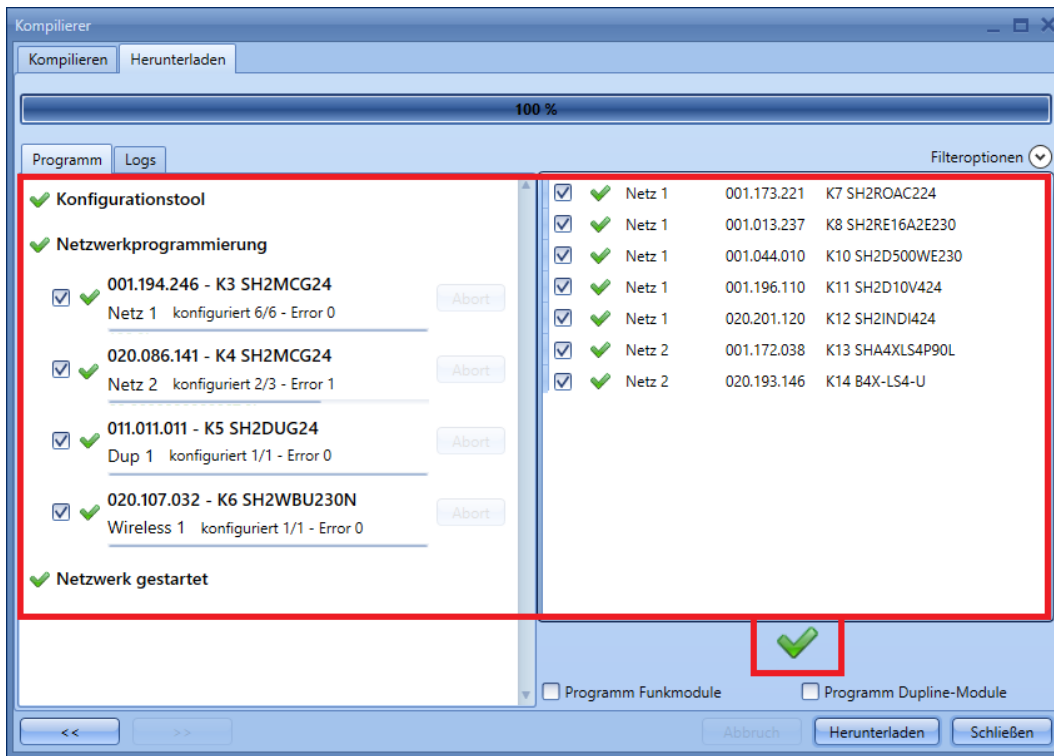 Kompilierer
Kompilieren Herunterladen
100 %
Programm Logs
Filteroptionen
Konfigurationstool
Netzwerkprogrammierung
001.194.246 - K3 SH2MCG24
Netz 1 konfiguriert 6/6 - Error 0
Abort
020.086.141 - K4 SH2MCG24
Netz 2 konfiguriert 2/3 - Error 1
Abort
011.011.011 - K5 SH2DUG24
Dup 1 konfiguriert 1/1 - Error 0
Abort
020.107.032 - K6 SH2WBU230N
Wireless 1 konfiguriert 1/1 - Error 0
Abort
Netzwerk gestartet
Netz 1 001.173.221 K7 SH2ROAC224
Netz 1 001.013.237 K8 SH2RE16A2E230
Netz 1 001.044.010 K10 SH2D500WE230
Netz 1 001.196.110 K11 SH2D10V424
Netz 1 020.201.120 K12 SH2INDI424
Netz 2 001.172.038 K13 SHA4XLS4P90L
Netz 2 020.193.146 K14 B4X-LS4-U
Programm Funkmodule Programm Dupline-Module
<< >> Abbruch Herunterladen Schließen